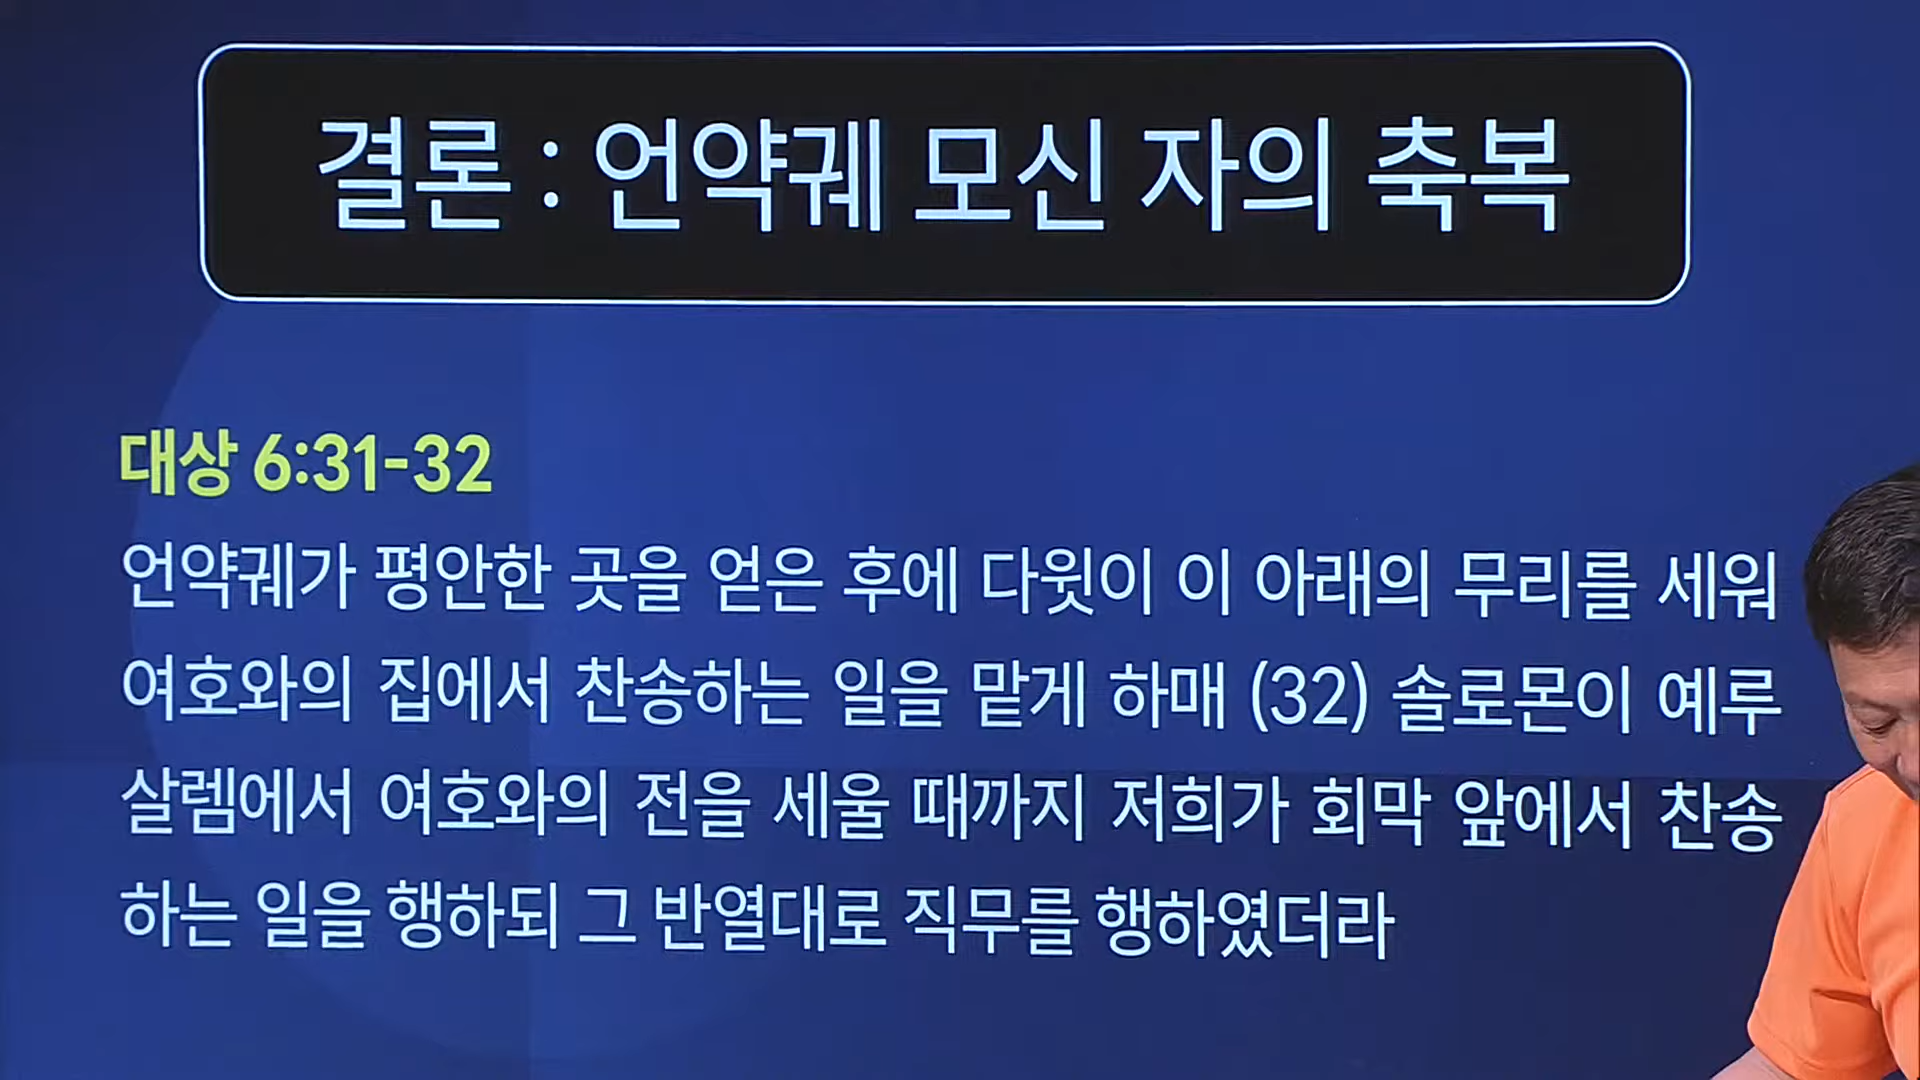 결론 : 언약궤 모신 자의 축복
대상 6:31-32
언약궤가 평안한 곳을 얻은 후에 다윗이 이 아래의 무리를 세워
여호와의 집에서 찬송하는 일을 맡게 하매 (32) 솔로몬이 예루
살렘에서 여호와의 전을 세울 때까지 저희가 회막 앞에서 찬송
하는 일을 행하되 그 반열대로 직무를 행하였더라